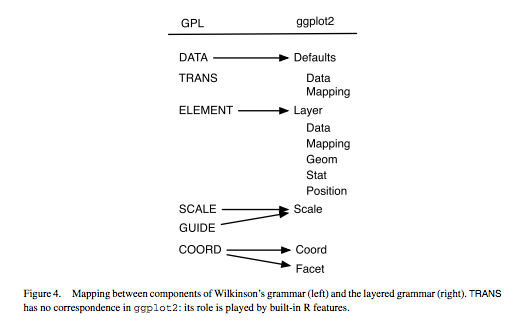 GPL ggplot2
DATA Defaults
TRANS Data
Mapping
ELEMENT Layer
Data
Mapping
Geom
Stat
Position
SCALE Scale
GUIDE
COORD Coord
Facet
Figure 4. Mapping between components of Wilkinson's grammar (left) and the layered grammar (right). TRANS
has no correspondence in ggplot2: its role is played by built-in R features.